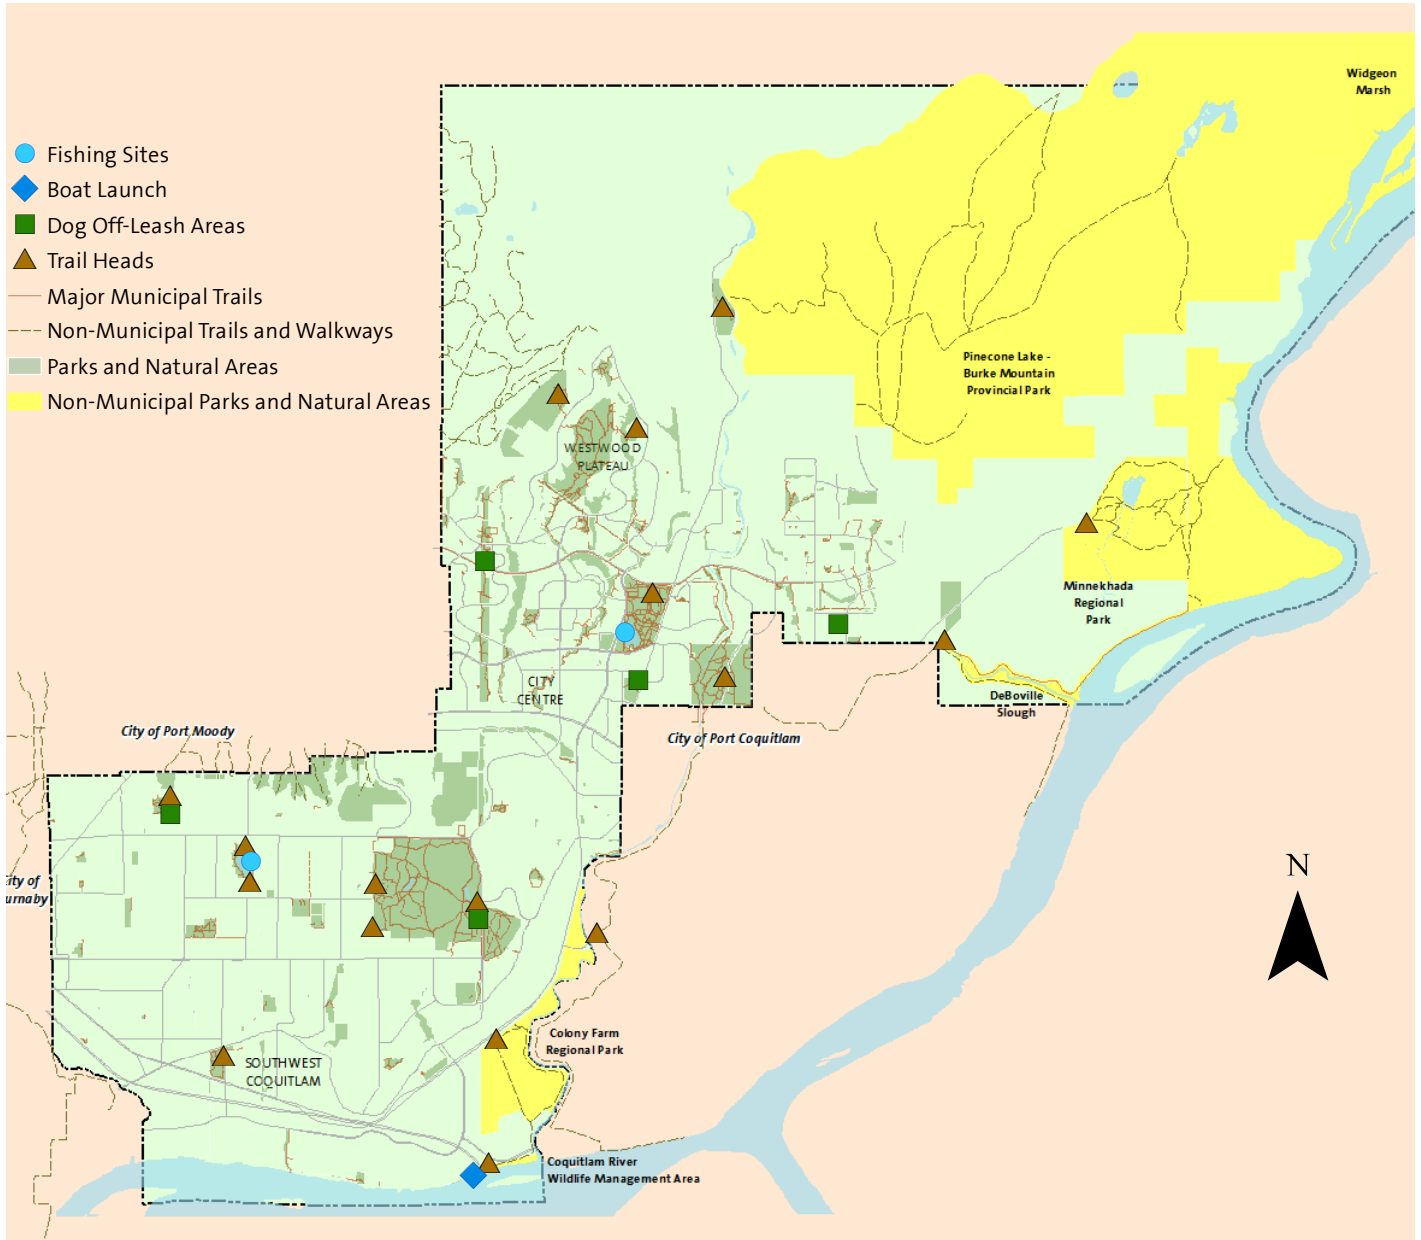 Widgeon
Marsh
Fishing Sites
Boat Launch
Dog Off-Leash Areas
Trail Heads
Major Municipal Trails
Non-Municipal Trails and Walkways
Parks and Natural Areas
Non-Municipal Parks and Natural Areas
Pinecone Lake -
Burke Mountain
Provincial Park
WESTWOOD
PLATEAU
Minnekhada
Regional
Park
CITY
CENTRE
DeBoville
Slough
City of Port Moody
City of Port Coquitlam
City of
urnaby
N
Colony Farm
Regional Park
SOUTHWEST
COQUITLAM
Coquitlam River
Wildlife Management Area